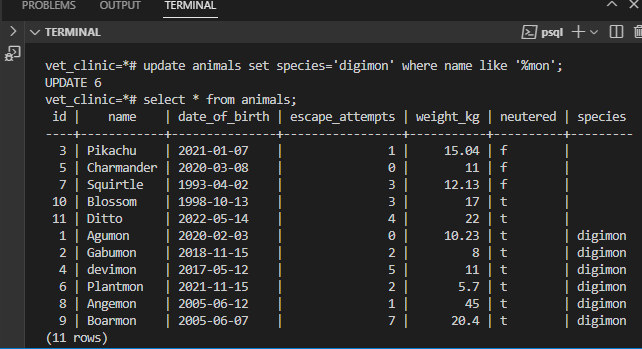 PROBLEMS OUTPUT TERMINAL
TERMINAL psql
vet_clinic=*# update animals set species='digimon' where name like '%mon';
UPDATE 6
vet_clinic=*# select * from animals;
 id |    name    | date_of_birth | escape_attempts | weight_kg | neutered | species
----+------------+---------------+-----------------+-----------+----------+---------
  3 | Pikachu    | 2021-01-07    |               1 |     15.04 | f        |
  5 | Charmander | 2020-03-08    |               0 |        11 | f        |
  7 | Squirtle   | 1993-04-02    |               3 |     12.13 | f        |
 10 | Blossom    | 1998-10-13    |               3 |        17 | t        |
 11 | Ditto      | 2022-05-14    |               4 |        22 | t        |
  1 | Agumon     | 2020-02-03    |               0 |     10.23 | t        | digimon
  2 | Gabumon    | 2018-11-15    |               2 |         8 | t        | digimon
  4 | devimon    | 2017-05-12    |               5 |        11 | t        | digimon
  6 | Plantmon   | 2021-11-15    |               2 |       5.7 | t        | digimon
  8 | Angemon    | 2005-06-12    |               1 |        45 | t        | digimon
  9 | Boarmon    | 2005-06-07    |               7 |      20.4 | t        | digimon
(11 rows)